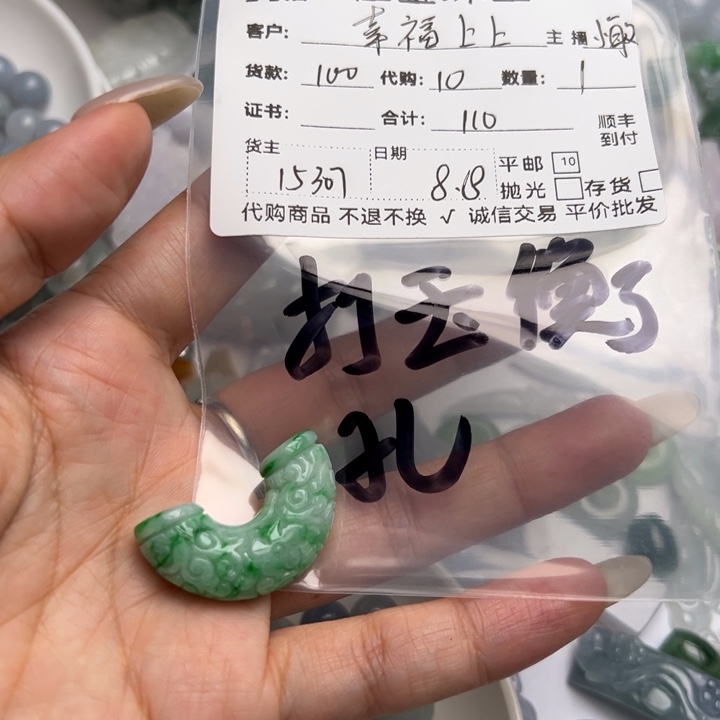 客户: 幸福上上 主播
货款: 100 代购: 10 数量: 1
证书: 合计: 110 顺丰到付
货主 15307 日期 8.8 平邮 10
抛光 存货
代购商品 不退不换 √ 诚信交易 平价批发
打玉像了
孔